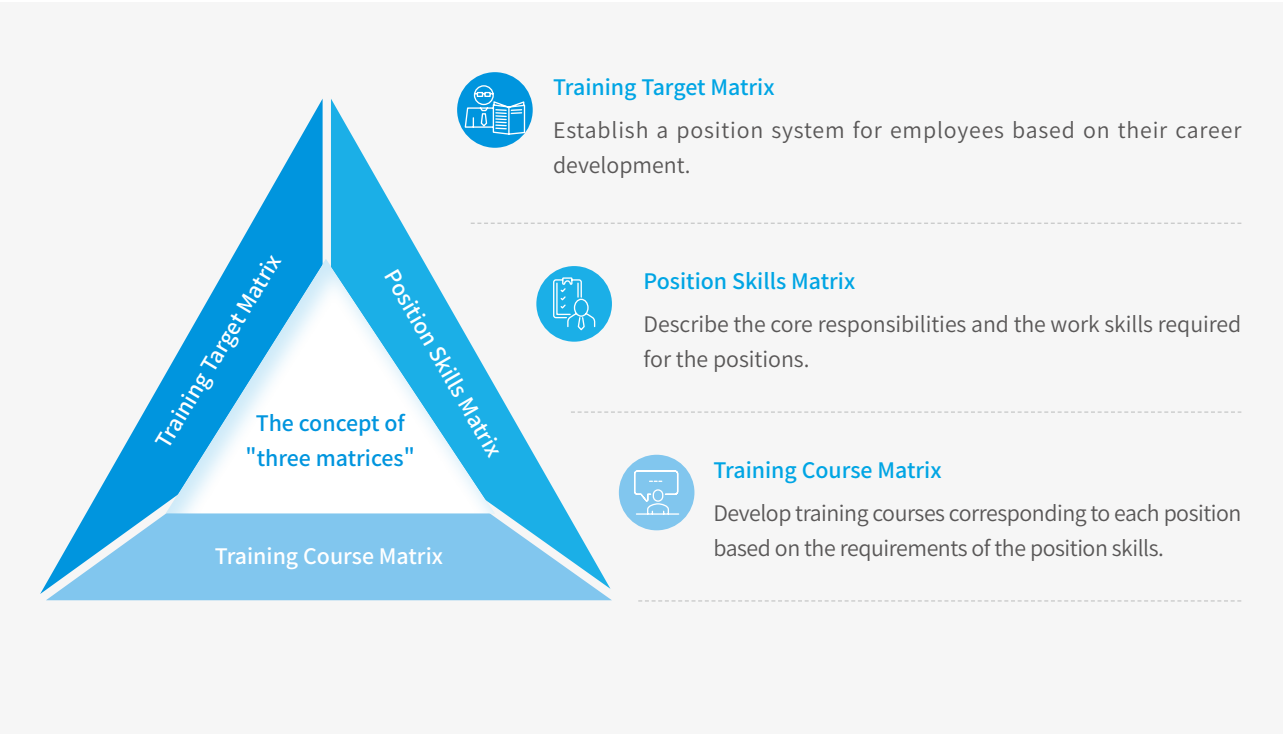 Training Target Matrix
Establish a position system for employees based on their career
development.
Position Skills Matrix
Describe the core responsibilities and the work skills required
for the positions.
Training Course Matrix
Develop training courses corresponding to each position
based on the requirements of the position skills.
Training Target Matrix
Position Skills Matrix
The concept of
"three matrices"
Training Course Matrix